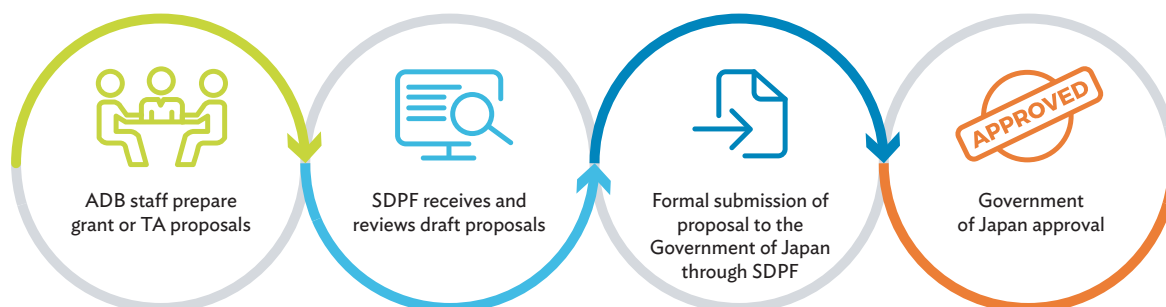 ADB staff prepare
grant or TA proposals
SDPF receives and
reviews draft proposals
Formal submission of
proposal to the
Government of Japan
through SDPF
APPROVED
Government
of Japan approval